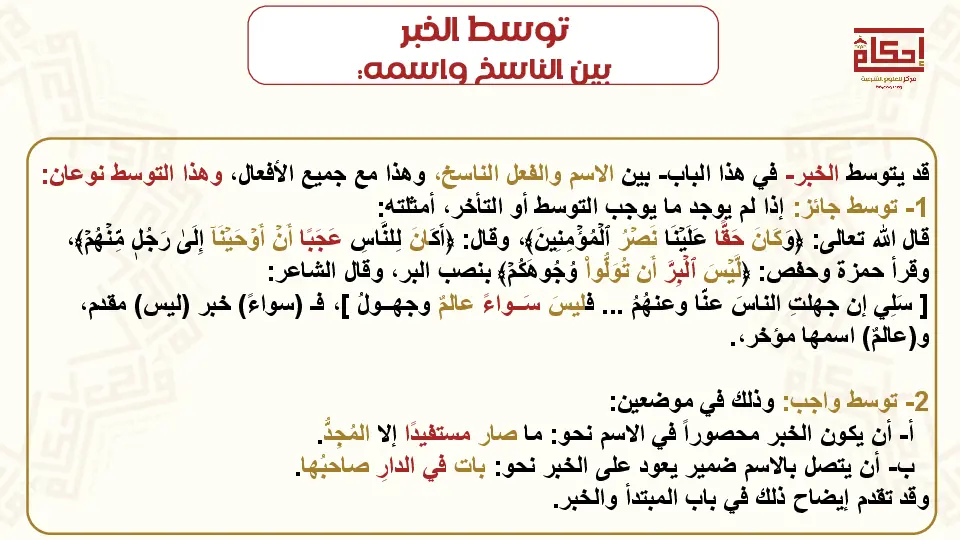 توسط الخبر
بين الناسخ واسمه:
إحكام
مركز للعلوم الشرعية
قد يتوسط الخبر- في هذا الباب- بين الاسم والفعل الناسخ، وهذا مع جميع الأفعال، وهذا التوسط نوعان:
1- توسط جائز: إذا لم يوجد ما يوجب التوسط أو التأخر، أمثلته:
قال الله تعالى: ﴿وَكَانَ حَقًّا عَلَيۡنَا نَصۡرُ ٱلۡمُؤۡمِنِينَ﴾، وقال: ﴿أَكَانَ لِلنَّاسِ عَجَبًا أَنۡ أَوۡحَيۡنَآ إِلَىٰ رَجُلٖ مِّنۡهُمۡ﴾،
وقرأ حمزة وحفص: ﴿لَّيۡسَ ٱلۡبِرَّ أَن تُوَلُّواْ وُجُوهَكُمۡ﴾ بنصب البر، وقال الشاعر:
[ سَلِي إن جهلتِ الناسَ عنّا وعنهُمُ ... فليسَ سَــواءً عالمٌ وجهــولُ ]، فـ (سواءً) خبر (ليس) مقدم،
و(عالمٌ) اسمها مؤخر،.
2- توسط واجب: وذلك في موضعين:
أ- أن يكون الخبر محصوراً في الاسم نحو: ما صار مستفيدًا إلا المُجِدُّ.
ب- أن يتصل بالاسم ضمير يعود على الخبر نحو: بات في الدارِ صاحبُها.
وقد تقدم إيضاح ذلك في باب المبتدأ والخبر.